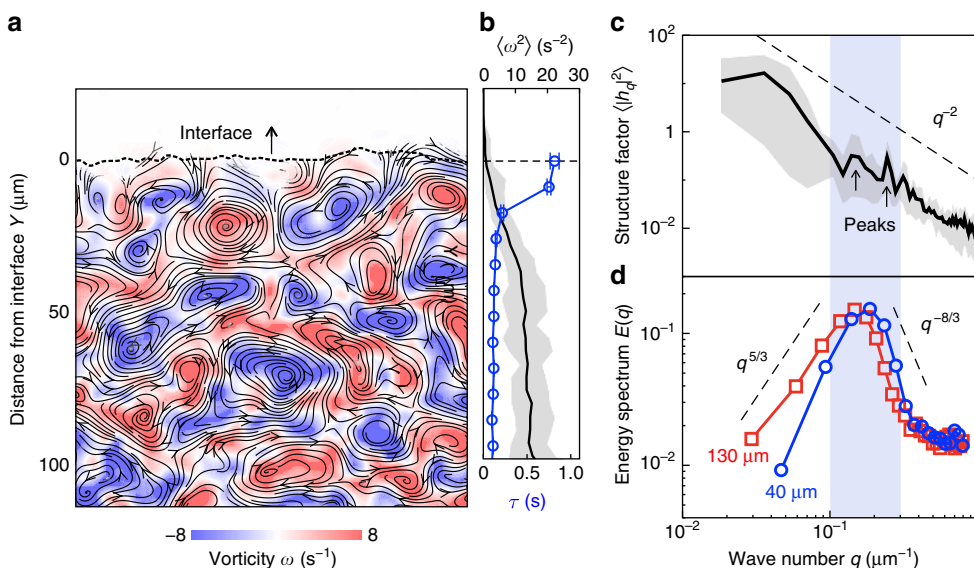 a
Interface
Distance from interface Y (μm)
0
50
100
−8
8
Vorticity ω (s⁻¹)
b
⟨ω²⟩ (s⁻²)
0 10 20 30
0 0.5 1.0
τ (s)
c
Structure factor ⟨|h_q|²⟩
10²
1
10⁻²
q⁻²
Peaks
d
Energy spectrum E(q)
10⁻¹
10⁻²
q^{5/3}
q^{−8/3}
130 μm
40 μm
10⁻² 10⁻¹
Wave number q (μm⁻¹)